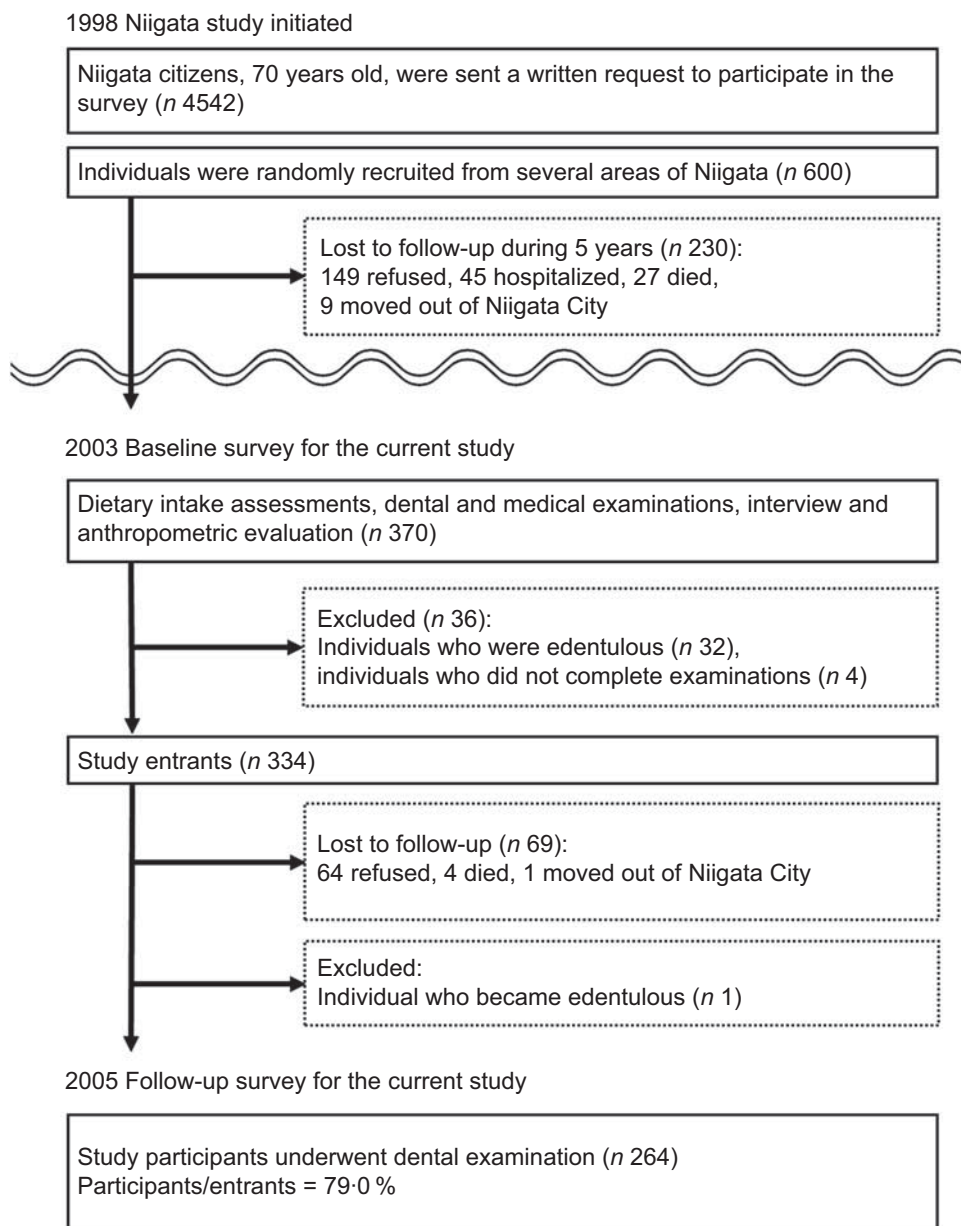 1998 Niigata study initiated
Niigata citizens, 70 years old, were sent a written request to participate in the
survey (n 4542)
Individuals were randomly recruited from several areas of Niigata (n 600)
Lost to follow-up during 5 years (n 230):
149 refused, 45 hospitalized, 27 died,
9 moved out of Niigata City
2003 Baseline survey for the current study
Dietary intake assessments, dental and medical examinations, interview and
anthropometric evaluation (n 370)
Excluded (n 36):
Individuals who were edentulous (n 32),
individuals who did not complete examinations (n 4)
Study entrants (n 334)
Lost to follow-up (n 69):
64 refused, 4 died, 1 moved out of Niigata City
Excluded:
Individual who became edentulous (n 1)
2005 Follow-up survey for the current study
Study participants underwent dental examination (n 264)
Participants/entrants = 79·0 %